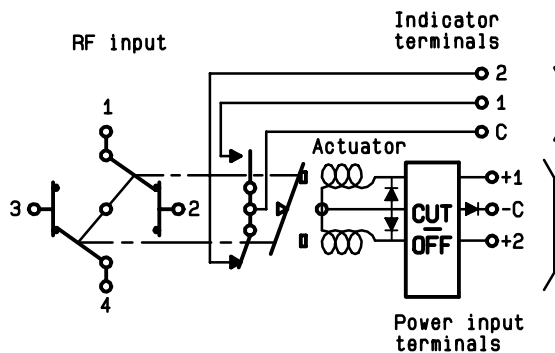 Indicator
terminals
RF input
2
1
C
1
Actuator
3
2
CUT
OFF
+1
-C
+2
4
Power input
terminals